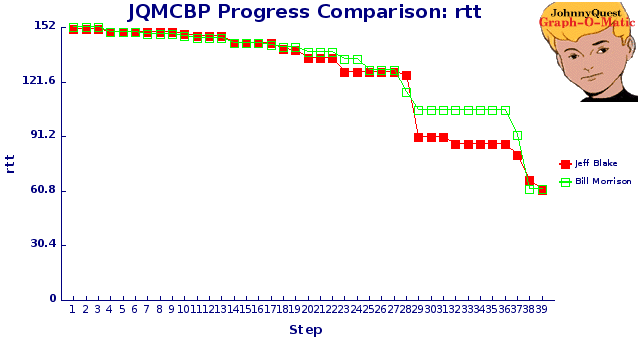 JQMCBP Progress Comparison: rtt
JohnnyQuest
Graph-O-Matic
152
121.6
91.2
60.8
30.4
0
rtt
Jeff Blake
Bill Morrison
1 2 3 4 5 6 7 8 9 10 11 12 13 14 15 16 17 18 19 20 21 22 23 24 25 26 27 28 29 30 31 32 33 34 35 36 37 38 39
Step